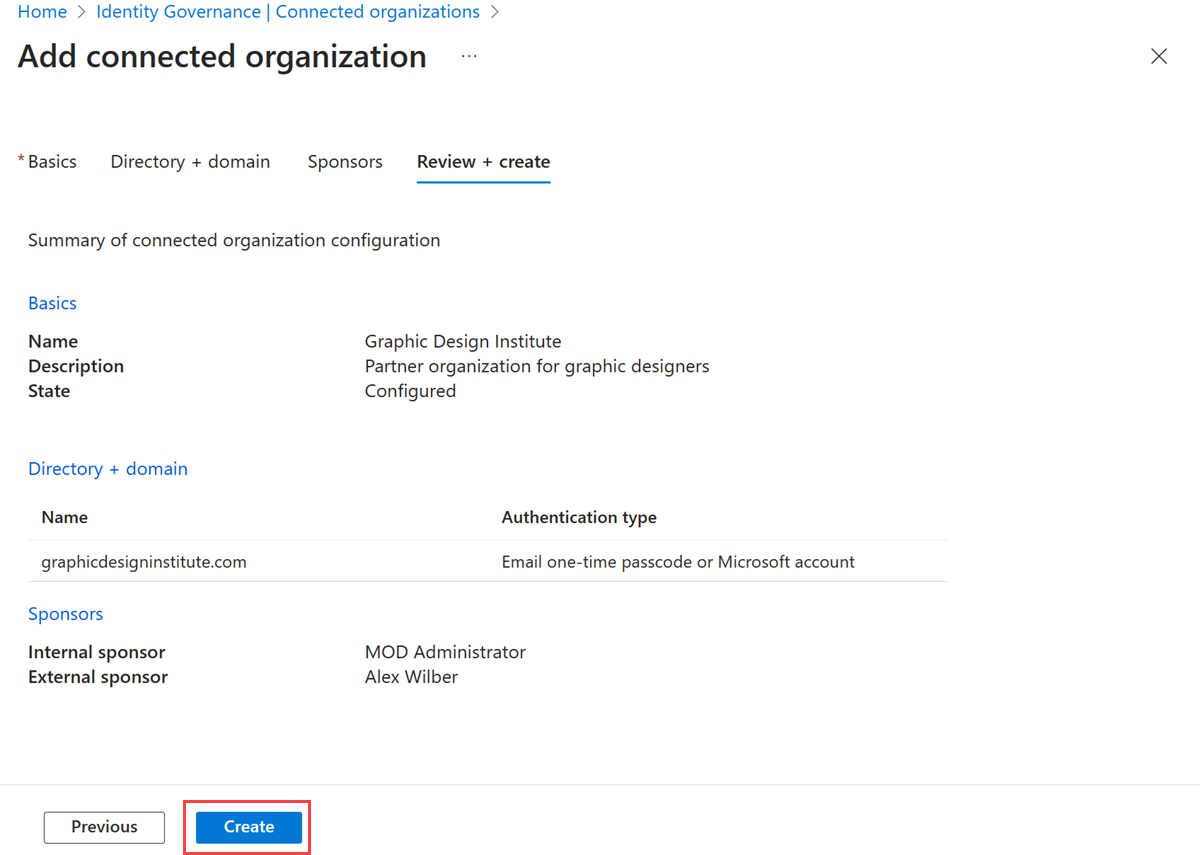 Home > Identity Governance | Connected organizations >
Add connected organization ...
* Basics Directory + domain Sponsors Review + create
Summary of connected organization configuration
Basics
Name Graphic Design Institute
Description Partner organization for graphic designers
State Configured
Directory + domain
Name Authentication type
graphicdesigninstitute.com Email one-time passcode or Microsoft account
Sponsors
Internal sponsor MOD Administrator
External sponsor Alex Wilber
Previous Create